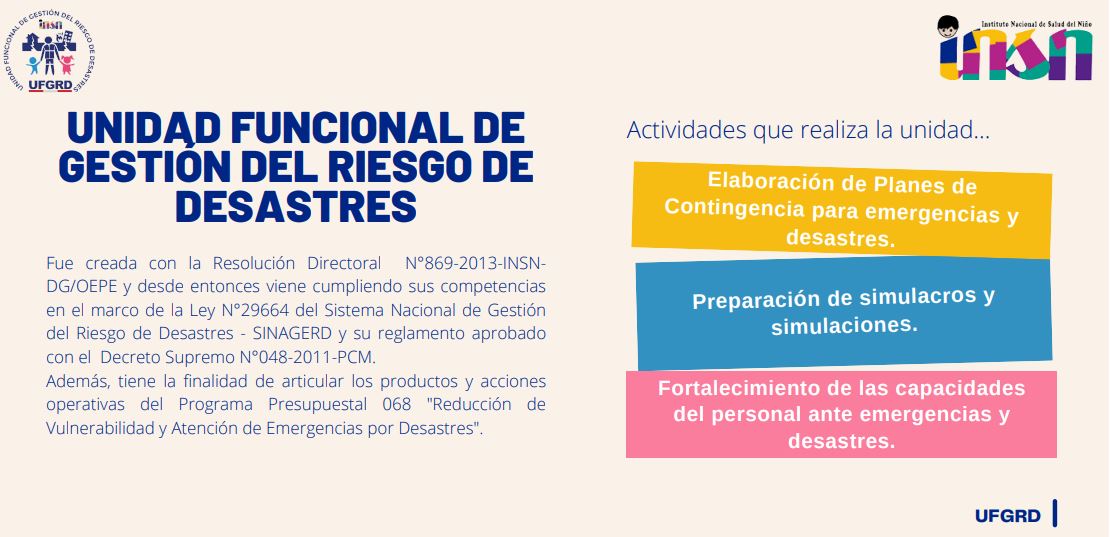 UNIDAD FUNCIONAL DE GESTIÓN DEL RIESGO DE DESASTRES
insn
UFGRD
Instituto Nacional de Salud del Niño
insn
UNIDAD FUNCIONAL DE
GESTIÓN DEL RIESGO DE
DESASTRES
Fue creada con la Resolución Directoral N°869-2013-INSN-
DG/OEPE y desde entonces viene cumpliendo sus competencias
en el marco de la Ley N°29664 del Sistema Nacional de Gestión
del Riesgo de Desastres - SINAGERD y su reglamento aprobado
con el Decreto Supremo N°048-2011-PCM.
Además, tiene la finalidad de articular los productos y acciones
operativas del Programa Presupuestal 068 "Reducción de
Vulnerabilidad y Atención de Emergencias por Desastres".
Actividades que realiza la unidad...
Elaboración de Planes de
Contingencia para emergencias y
desastres.
Preparación de simulacros y
simulaciones.
Fortalecimiento de las capacidades
del personal ante emergencias y
desastres.
UFGRD